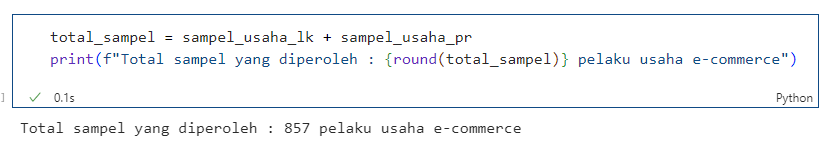 total_sampel = sampel_usaha_lk + sampel_usaha_pr
print(f"Total sampel yang diperoleh : {round(total_sampel)} pelaku usaha e-commerce")
] ✓ 0.1s Python
Total sampel yang diperoleh : 857 pelaku usaha e-commerce